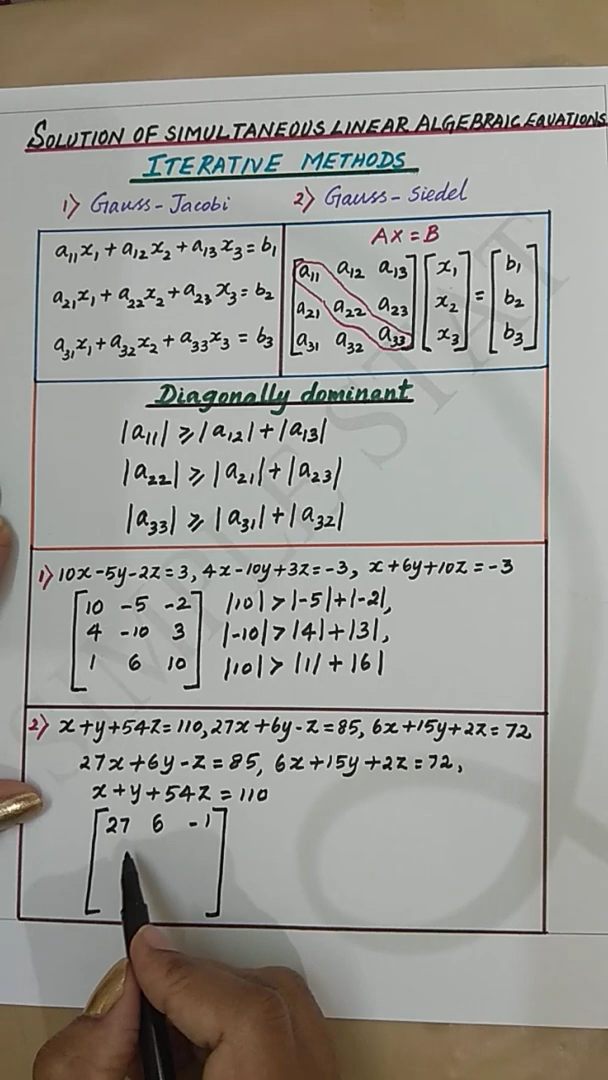 SOLUTION OF SIMULTANEOUS LINEAR ALGEBRAIC EQUATIONS
ITERATIVE METHODS
1) Gauss-Jacobi 2) Gauss-Siedel
a₁₁x₁+a₁₂x₂+a₁₃x₃=b₁
a₂₁x₁+a₂₂x₂+a₂₃x₃=b₂
a₃₁x₁+a₃₂x₂+a₃₃x₃=b₃
AX=B
a₁₁ a₁₂ a₁₃ x₁ = b₁
a₂₁ a₂₂ a₂₃ x₂ b₂
a₃₁ a₃₂ a₃₃ x₃ b₃
Diagonally dominant
|a₁₁| ⩾ |a₁₂|+|a₁₃|
|a₂₂| ⩾ |a₂₁|+|a₂₃|
|a₃₃| ⩾ |a₃₁|+|a₃₂|
1) 10x-5y-2z=3, 4x-10y+3z=-3, x+6y+10z=-3
10 -5 -2 |10|>|-5|+|-2|,
4 -10 3 |-10|>|4|+|3|,
1 6 10 |10|>|1|+|6|
2) x+y+54z=110, 27x+6y-z=85, 6x+15y+2z=72
27x+6y-z=85, 6x+15y+2z=72,
x+y+54z=110
27 6 -1
SIMPLE STAT